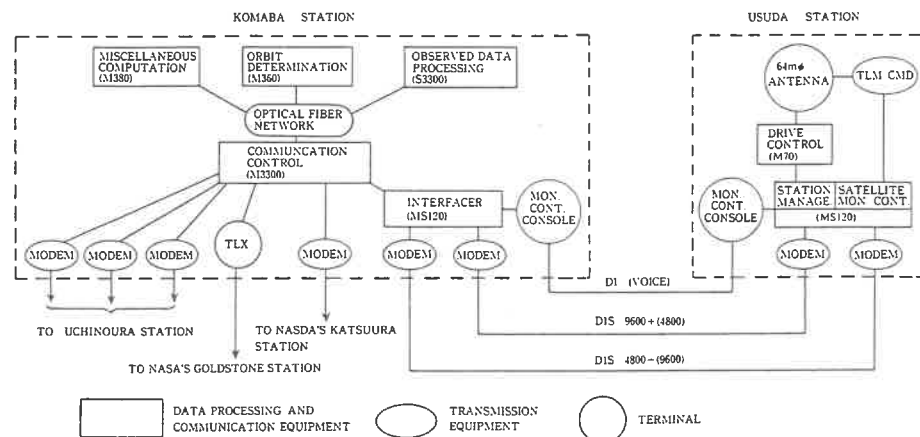 KOMABA STATION
USUDA STATION
MISCELLANEOUS
COMPUTATION
(M380)
ORBIT
DETERMINATION
(M360)
OBSERVED DATA
PROCESSING
(S3300)
OPTICAL FIBER
NETWORK
COMMUNCATION
CONTROL
(M3300)
INTERFACER
(MS120)
MON.
CONT.
CONSOLE
MODEM
MODEM
MODEM
TLX
MODEM
MODEM
MODEM
64mφ
ANTENNA
TLM CMD
DRIVE
CONTROL
(M70)
MON.
CONT.
CONSOLE
STATION
MANAGE
SATELLITE
MON CONT.
(MS120)
MODEM
MODEM
D1 (VOICE)
TO UCHINOURA STATION
TO NASDA'S KATSUURA
STATION
TO NASA'S GOLDSTONE STATION
D1S 9600+(4800)
D1S 4800-(9600)
DATA PROCESSING AND
COMMUNICATION EQUIPMENT
TRANSMISSION
EQUIPMENT
TERMINAL